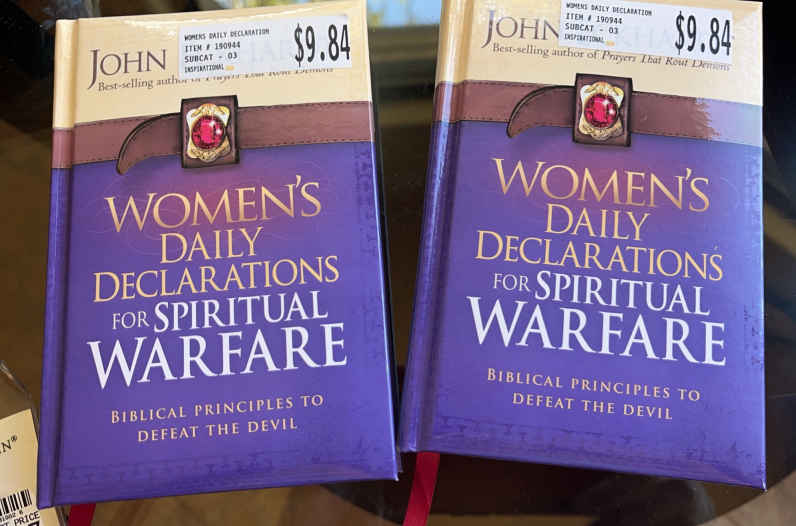 WOMENS DAILY DECLARATION
ITEM # 190944
SUBCAT - 03
INSPIRATIONAL
$9.84
JOHN
Best-selling author of Prayers That Rout Demons
WOMEN'S
DAILY
DECLARATIONS
FOR SPIRITUAL
WARFARE
BIBLICAL PRINCIPLES TO
DEFEAT THE DEVIL
WOMENS DAILY DECLARATION
ITEM # 190944
SUBCAT - 03
INSPIRATIONAL
$9.84
JOHN
Best-selling author of Prayers That Rout Demons
WOMEN'S
DAILY
DECLARATIONS
FOR SPIRITUAL
WARFARE
BIBLICAL PRINCIPLES TO
DEFEAT THE DEVIL
PRICE